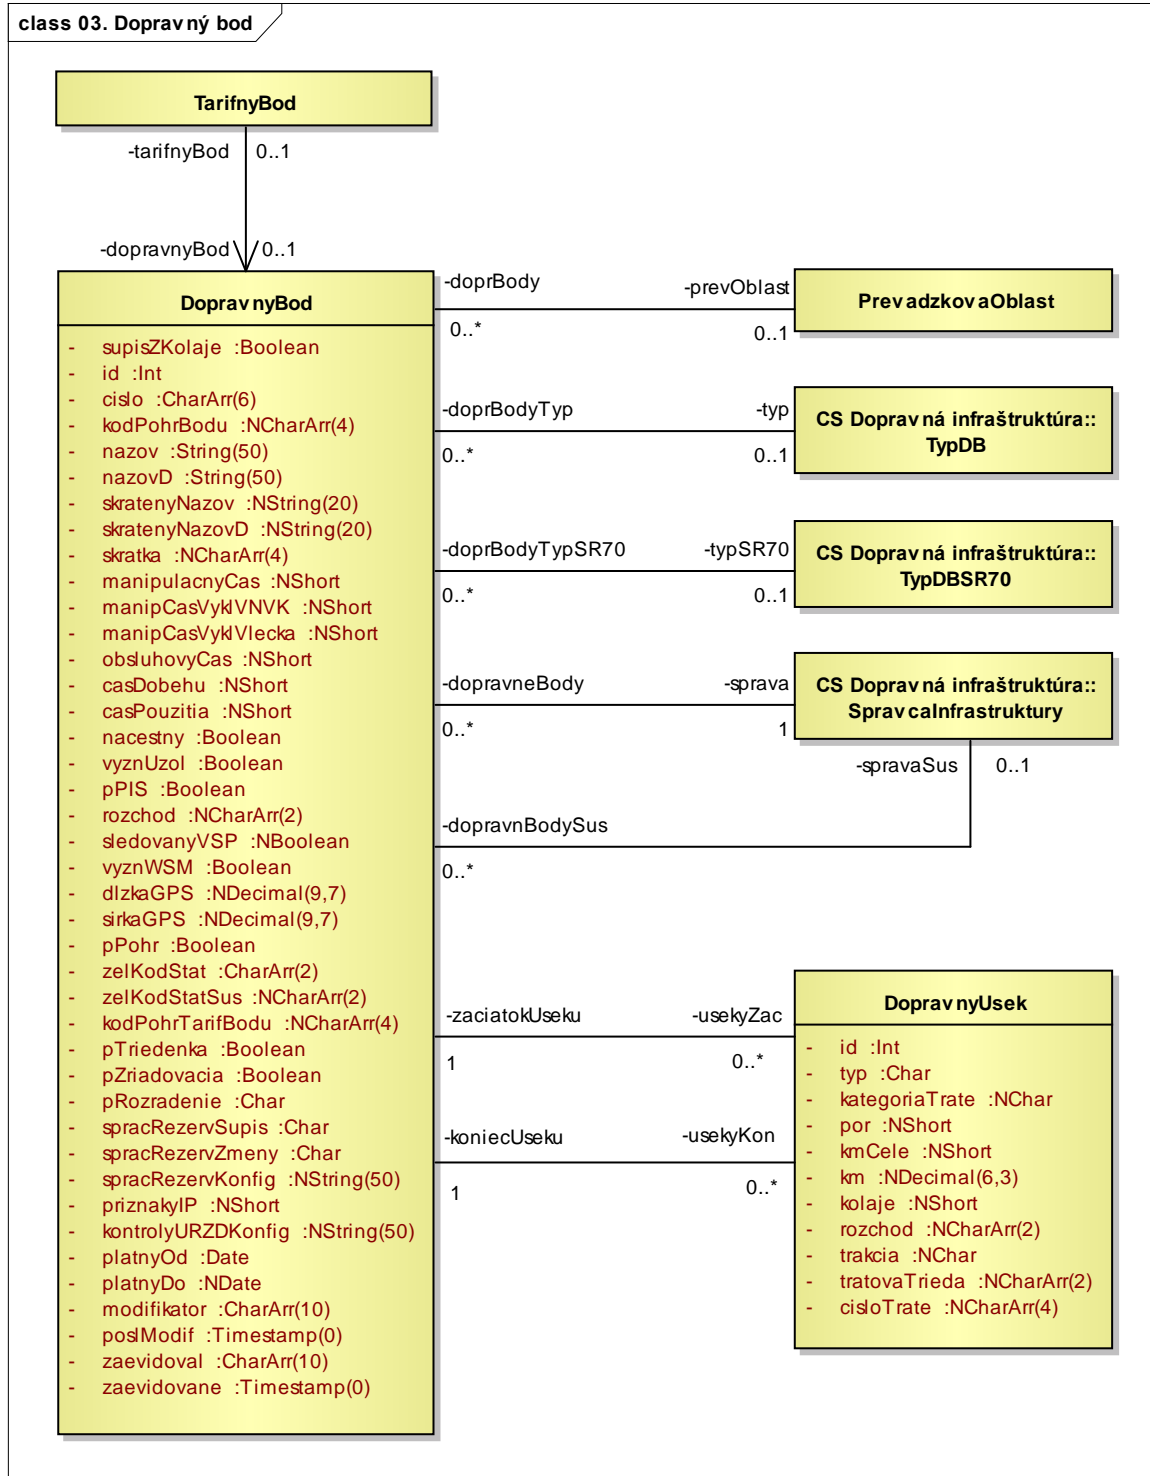 class 03. Dopravný bod
TarifnyBod
-tarifnyBod 0..1
-dopravnyBod 0..1
DopravnyBod
- supisZKolaje :Boolean
- id :Int
- cislo :CharArr(6)
- kodPohrBodu :NCharArr(4)
- nazov :String(50)
- nazovD :String(50)
- skratenyNazov :NString(20)
- skratenyNazovD :NString(20)
- skratka :NCharArr(4)
- manipulacnyCas :NShort
- manipCasVyklVNVK :NShort
- manipCasVyklVlecka :NShort
- obsluhovyCas :NShort
- casDobehu :NShort
- casPouzitia :NShort
- nacestny :Boolean
- vyznUzol :Boolean
- pPIS :Boolean
- rozchod :NCharArr(2)
- sledovanyVSP :NBoolean
- vyznWSM :Boolean
- dlzkaGPS :NDecimal(9,7)
- sirkaGPS :NDecimal(9,7)
- pPohr :Boolean
- zelKodStat :CharArr(2)
- zelKodStatSus :NCharArr(2)
- kodPohrTarifBodu :NCharArr(4)
- pTriedenka :Boolean
- pZriadovacia :Boolean
- pRozradenie :Char
- spracRezervSupis :Char
- spracRezervZmeny :Char
- spracRezervKonfig :NString(50)
- priznakyIP :NShort
- kontrolyURZDKonfig :NString(50)
- platnyOd :Date
- platnyDo :NDate
- modifikator :CharArr(10)
- poslModif :Timestamp(0)
- zaevidoval :CharArr(10)
- zaevidovane :Timestamp(0)
-doprBody -prevOblast
0..* 0..1
PrevadzkovaOblast
-doprBodyTyp -typ
0..* 0..1
CS Dopravná infraštruktúra::
TypDB
-doprBodyTypSR70 -typSR70
0..* 0..1
CS Dopravná infraštruktúra::
TypDBSR70
-dopravneBody -sprava
0..* 1
CS Dopravná infraštruktúra::
SpravcaInfrastruktury
-spravaSus 0..1
-dopravnBodySus
0..*
-zaciatokUseku -usekyZac
1 0..*
-koniecUseku -usekyKon
1 0..*
DopravnyUsek
- id :Int
- typ :Char
- kategoriaTrate :NChar
- por :NShort
- kmCele :NShort
- km :NDecimal(6,3)
- kolaje :NShort
- rozchod :NCharArr(2)
- trakcia :NChar
- tratovaTrieda :NCharArr(2)
- cisloTrate :NCharArr(4)